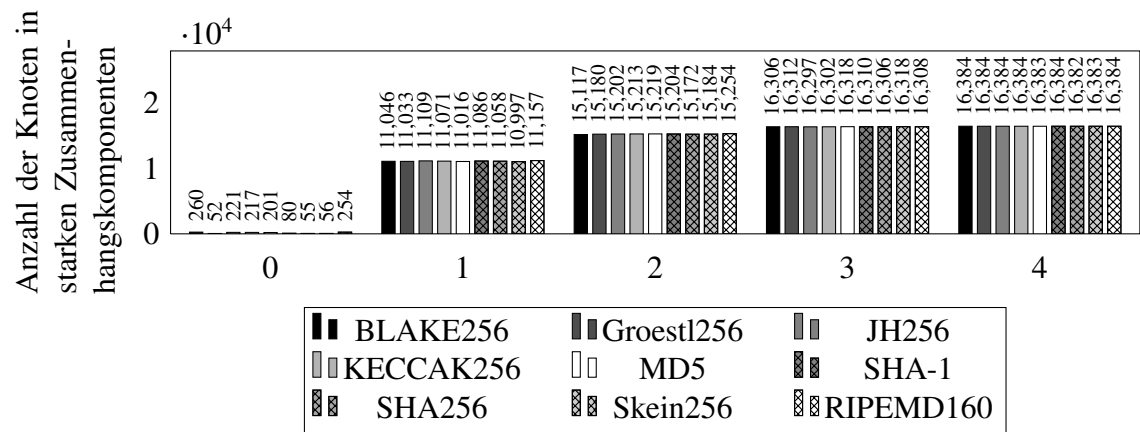 Anzahl der Knoten in
starken Zusammen-
hangskomponenten
·10⁴
2
1
0
260 52 221 217 201 80 55 56 254
11,046 11,033 11,109 11,071 11,016 11,086 11,058 10,997 11,157
15,117 15,180 15,202 15,213 15,219 15,204 15,172 15,184 15,254
16,306 16,312 16,297 16,302 16,318 16,310 16,306 16,318 16,308
16,384 16,384 16,384 16,384 16,383 16,384 16,382 16,383 16,384
0 1 2 3 4
BLAKE256 Groestl256 JH256
KECCAK256 MD5 SHA-1
SHA256 Skein256 RIPEMD160